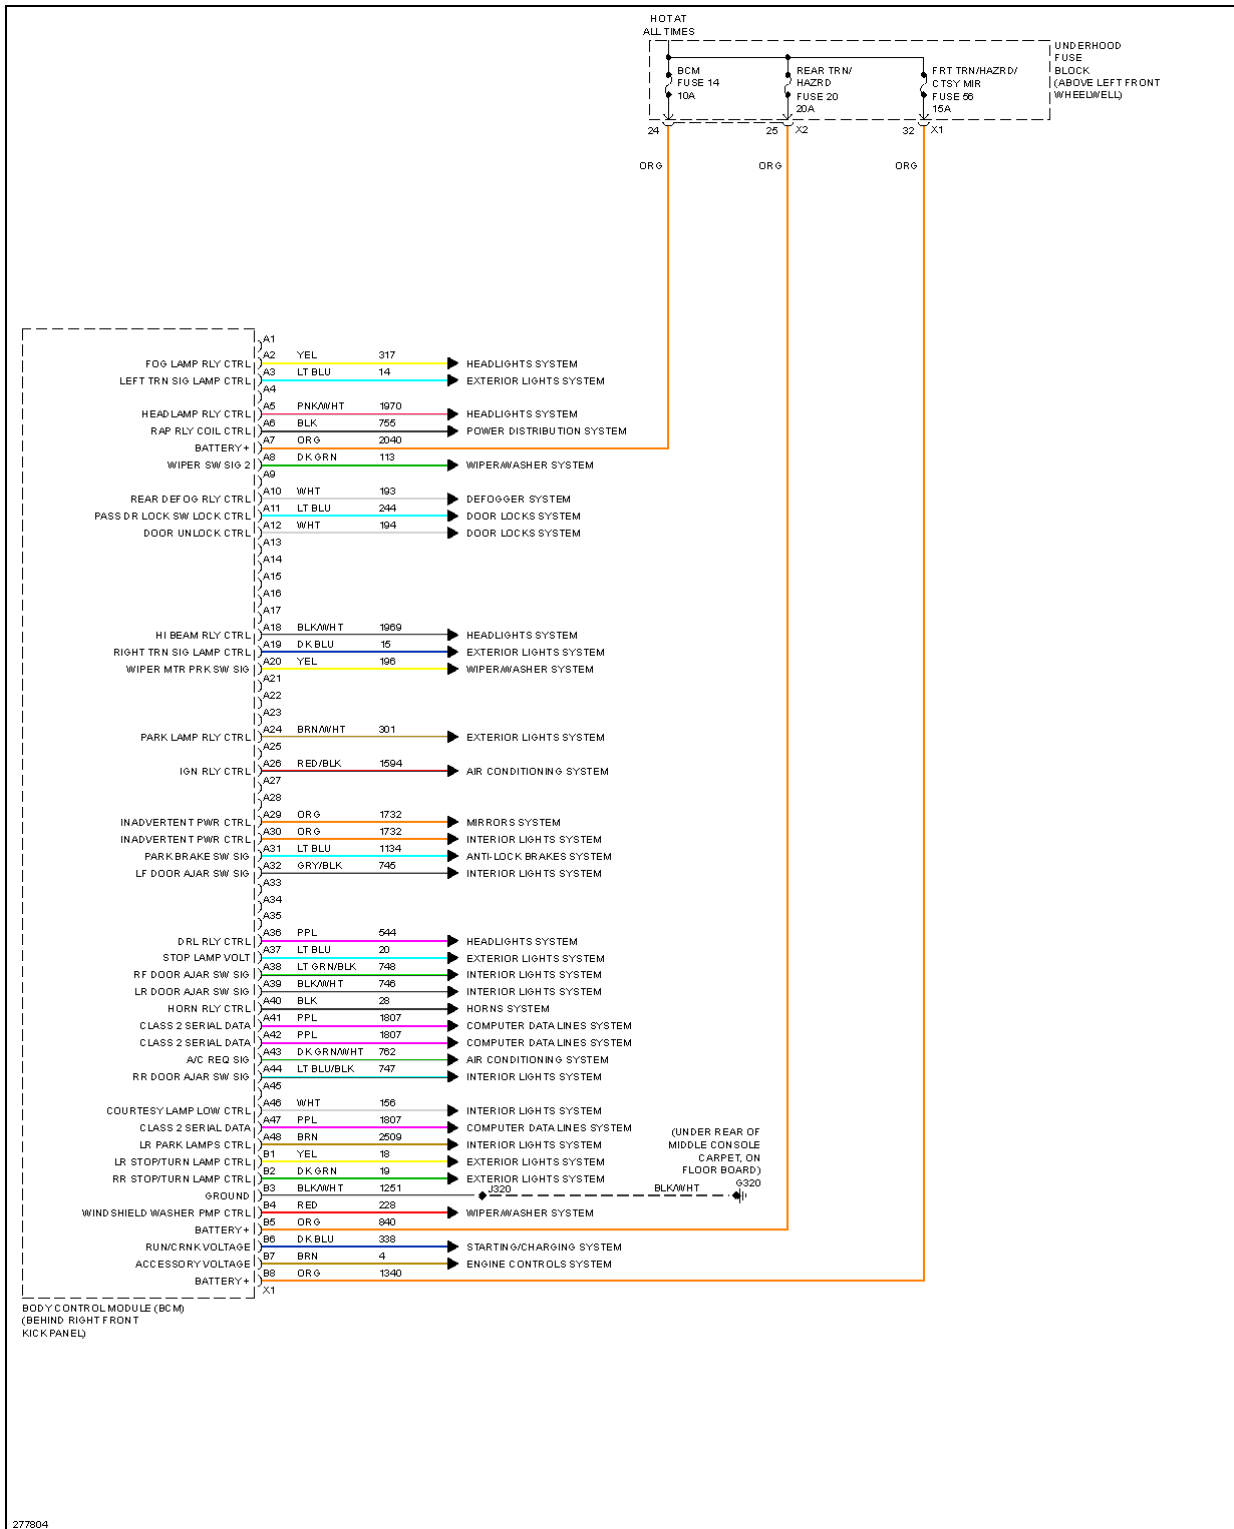 HOT AT
ALL TIMES
UNDERHOOD
FUSE
BLOCK
(ABOVE LEFT FRONT
WHEELWELL)
BCM
FUSE 14
10A
REAR TRN/
HAZRD
FUSE 20
20A
FRT TRN/HAZRD/
CTSY MIR
FUSE 56
15A
24
25 X2
32 X1
ORG ORG ORG
A1
FOG LAMP RLY CTRL A2 YEL 317 HEADLIGHTS SYSTEM
LEFT TRN SIG LAMP CTRL A3 LT BLU 14 EXTERIOR LIGHTS SYSTEM
A4
HEADLAMP RLY CTRL A5 PNK/WHT 1970 HEADLIGHTS SYSTEM
RAP RLY COIL CTRL A6 BLK 755 POWER DISTRIBUTION SYSTEM
BATTERY+ A7 ORG 2040
WIPER SW SIG 2 A8 DK GRN 113 WIPER/WASHER SYSTEM
A9
REAR DEFOG RLY CTRL A10 WHT 193 DEFOGGER SYSTEM
PASS DR LOCK SW LOCK CTRL A11 LT BLU 244 DOOR LOCKS SYSTEM
DOOR UNLOCK CTRL A12 WHT 194 DOOR LOCKS SYSTEM
A13
A14
A15
A16
A17
HI BEAM RLY CTRL A18 BLK/WHT 1969 HEADLIGHTS SYSTEM
RIGHT TRN SIG LAMP CTRL A19 DK BLU 15 EXTERIOR LIGHTS SYSTEM
WIPER MTR PRK SW SIG A20 YEL 196 WIPER/WASHER SYSTEM
A21
A22
A23
PARK LAMP RLY CTRL A24 BRN/WHT 301 EXTERIOR LIGHTS SYSTEM
A25
IGN RLY CTRL A26 RED/BLK 1594 AIR CONDITIONING SYSTEM
A27
A28
INADVERTENT PWR CTRL A29 ORG 1732 MIRRORS SYSTEM
INADVERTENT PWR CTRL A30 ORG 1732 INTERIOR LIGHTS SYSTEM
PARK BRAKE SW SIG A31 LT BLU 1134 ANTI-LOCK BRAKES SYSTEM
LF DOOR AJAR SW SIG A32 GRY/BLK 745 INTERIOR LIGHTS SYSTEM
A33
A34
A35
DRL RLY CTRL A36 PPL 544 HEADLIGHTS SYSTEM
STOP LAMP VOLT A37 LT BLU 20 EXTERIOR LIGHTS SYSTEM
RF DOOR AJAR SW SIG A38 LT GRN/BLK 748 INTERIOR LIGHTS SYSTEM
LR DOOR AJAR SW SIG A39 BLK/WHT 746 INTERIOR LIGHTS SYSTEM
HORN RLY CTRL A40 BLK 28 HORNS SYSTEM
CLASS 2 SERIAL DATA A41 PPL 1807 COMPUTER DATA LINES SYSTEM
CLASS 2 SERIAL DATA A42 PPL 1807 COMPUTER DATA LINES SYSTEM
A/C REQ SIG A43 DK GRN/WHT 762 AIR CONDITIONING SYSTEM
RR DOOR AJAR SW SIG A44 LT BLU/BLK 747 INTERIOR LIGHTS SYSTEM
A45
COURTESY LAMP LOW CTRL A46 WHT 156 INTERIOR LIGHTS SYSTEM
CLASS 2 SERIAL DATA A47 PPL 1807 COMPUTER DATA LINES SYSTEM
LR PARK LAMPS CTRL A48 BRN 2509 INTERIOR LIGHTS SYSTEM
LR STOP/TURN LAMP CTRL B1 YEL 18 EXTERIOR LIGHTS SYSTEM
RR STOP/TURN LAMP CTRL B2 DK GRN 19 EXTERIOR LIGHTS SYSTEM
GROUND B3 BLK/WHT 1251 J320 BLK/WHT G320
(UNDER REAR OF
MIDDLE CONSOLE
CARPET, ON
FLOOR BOARD)
WINDSHIELD WASHER PMP CTRL B4 RED 228 WIPER/WASHER SYSTEM
BATTERY+ B5 ORG 840
RUN/CRNK VOLTAGE B6 DK BLU 338 STARTING/CHARGING SYSTEM
ACCESSORY VOLTAGE B7 BRN 4 ENGINE CONTROLS SYSTEM
BATTERY+ B8 ORG 1340
X1
BODY CONTROL MODULE (BCM)
(BEHIND RIGHT FRONT
KICK PANEL)
277804